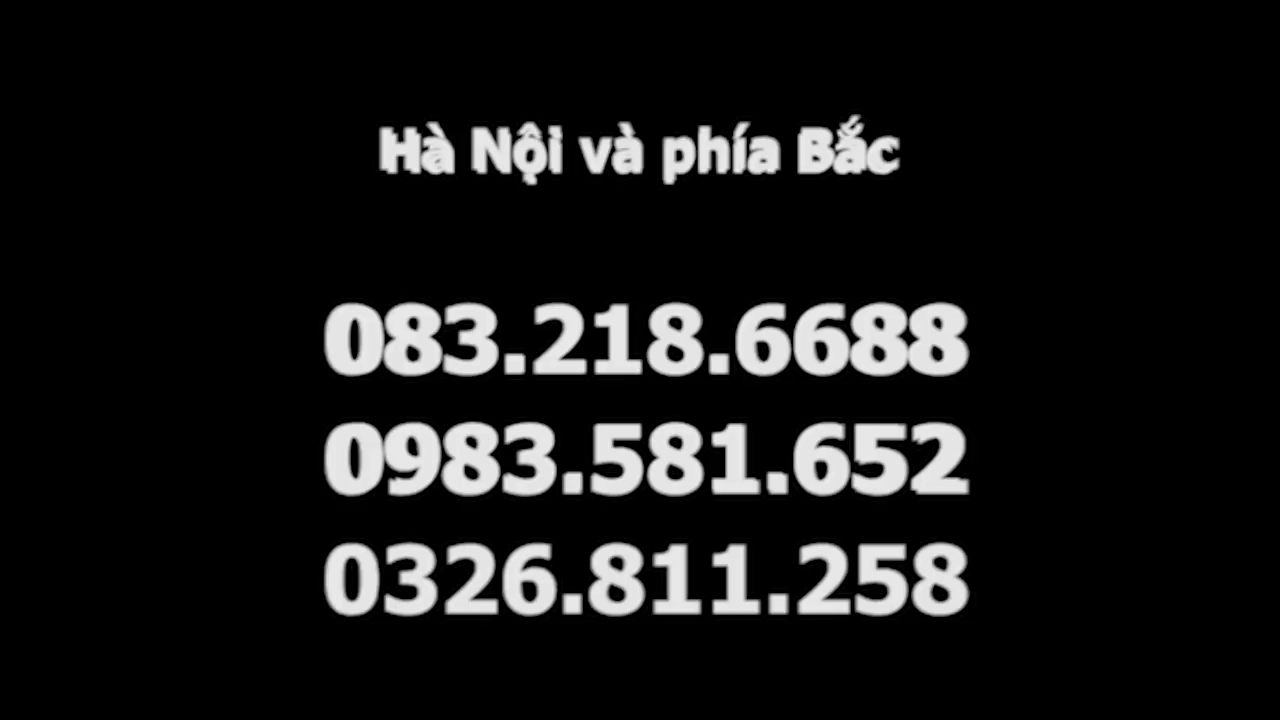 Hà Nội và phía Bắc
083.218.6688
0983.581.652
0326.811.258